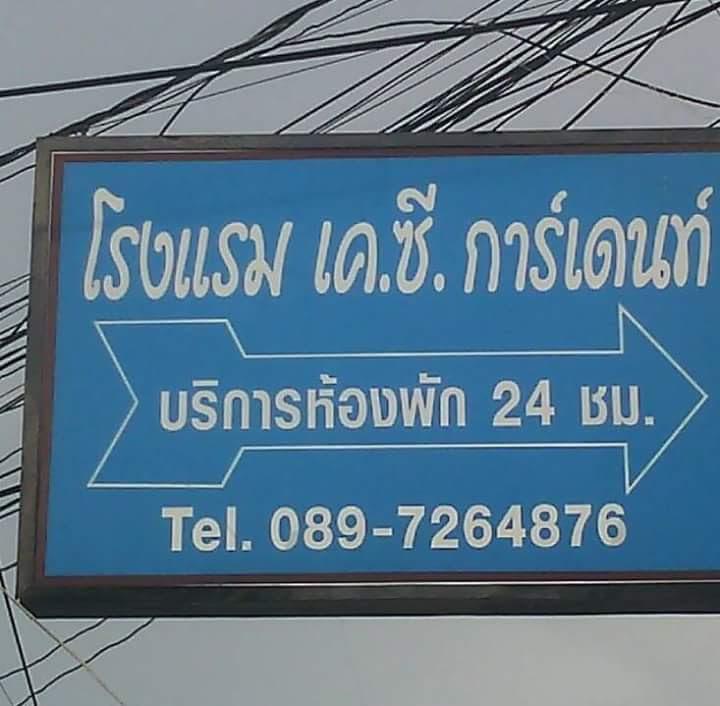 โรงแรม เค.ซี. การ์เดนท์
บริการห้องพัก 24 ชม.
Tel. 089-7264876